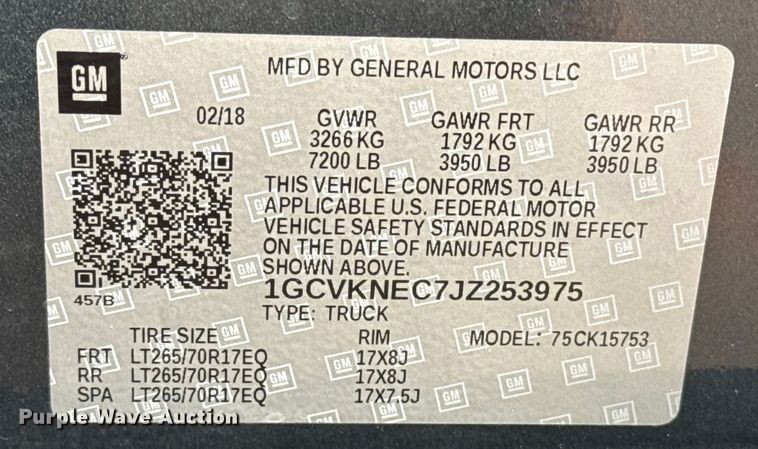 GM
MFD BY GENERAL MOTORS LLC
02/18 GVWR GAWR FRT GAWR RR
3266 KG 1792 KG 1792 KG
7200 LB 3950 LB 3950 LB
THIS VEHICLE CONFORMS TO ALL
APPLICABLE U.S. FEDERAL MOTOR
VEHICLE SAFETY STANDARDS IN EFFECT
ON THE DATE OF MANUFACTURE
SHOWN ABOVE.
457B 1GCVKNEC7JZ253975
TYPE: TRUCK
TIRE SIZE RIM MODEL: 75CK15753
FRT LT265/70R17EQ 17X8J
RR LT265/70R17EQ 17X8J
SPA LT265/70R17EQ 17X7.5J
Purple Wave Auction